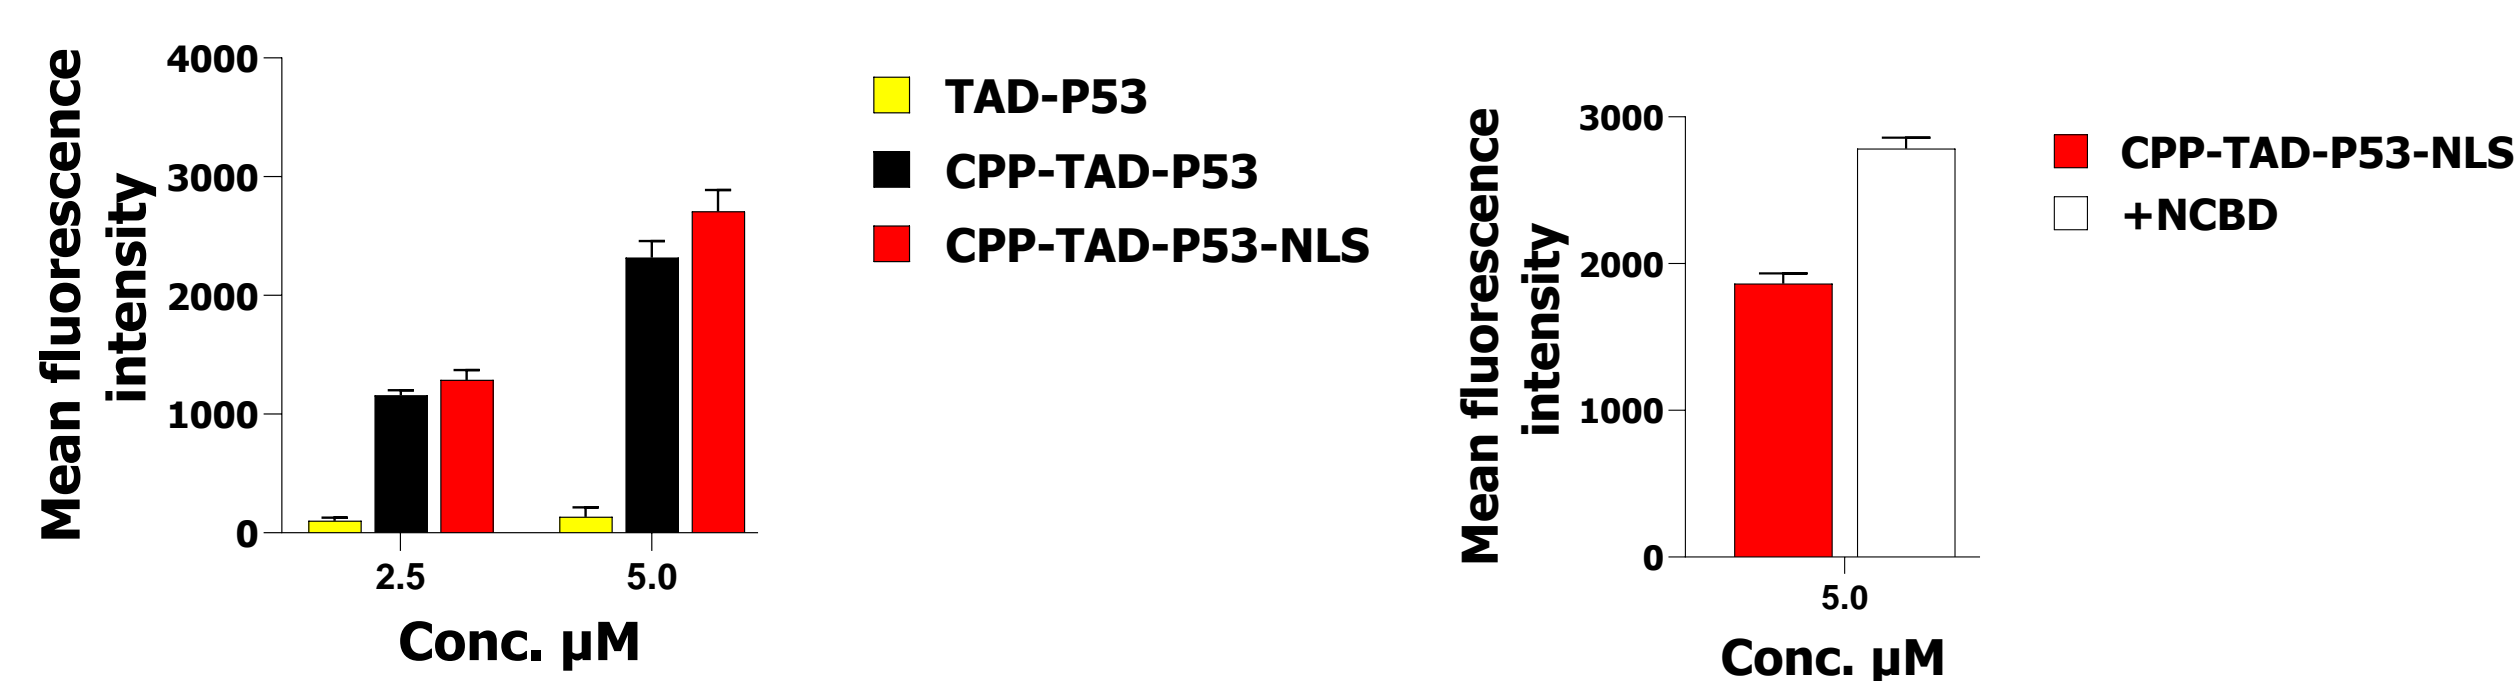 Mean fluorescence
intensity
4000
3000
2000
1000
0
2.5
5.0
Conc. µM
TAD-P53
CPP-TAD-P53
CPP-TAD-P53-NLS
Mean fluorescence
intensity
3000
2000
1000
0
5.0
Conc. µM
CPP-TAD-P53-NLS
+NCBD